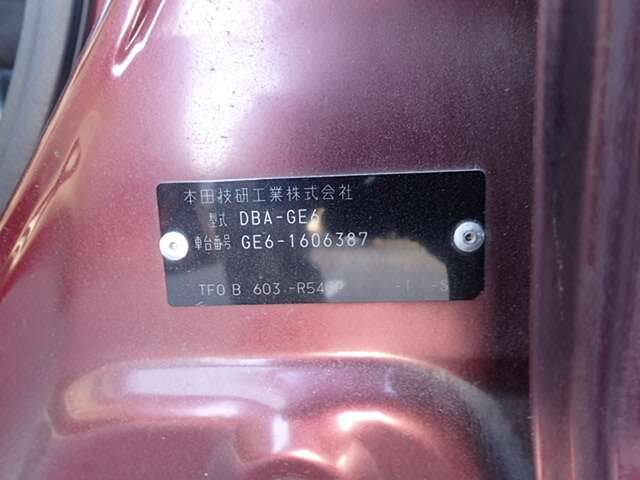 本田技研工業株式会社
型式 DBA-GE6
車台番号 GE6-1606387
TF0 B 603 -R54 -T -S